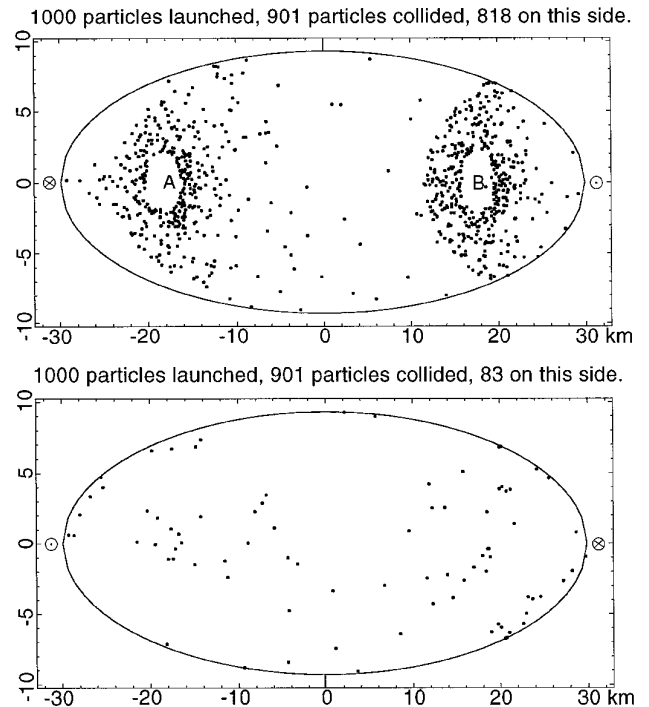 1000 particles launched, 901 particles collided, 818 on this side.
10
5
0
-5
-10
A
B
-30 -20 -10 0 10 20 30 km
1000 particles launched, 901 particles collided, 83 on this side.
10
5
0
-5
-10
-30 -20 -10 0 10 20 30 km